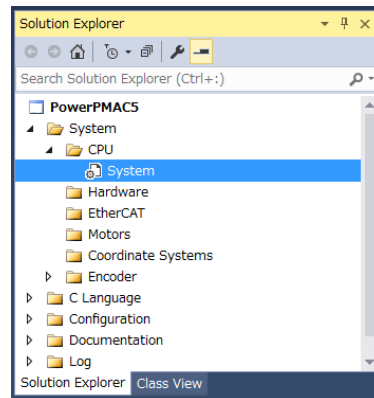 Solution Explorer
Search Solution Explorer (Ctrl+:)
PowerPMAC5
System
CPU
System
Hardware
EtherCAT
Motors
Coordinate Systems
Encoder
C Language
Configuration
Documentation
Log
Solution Explorer Class View